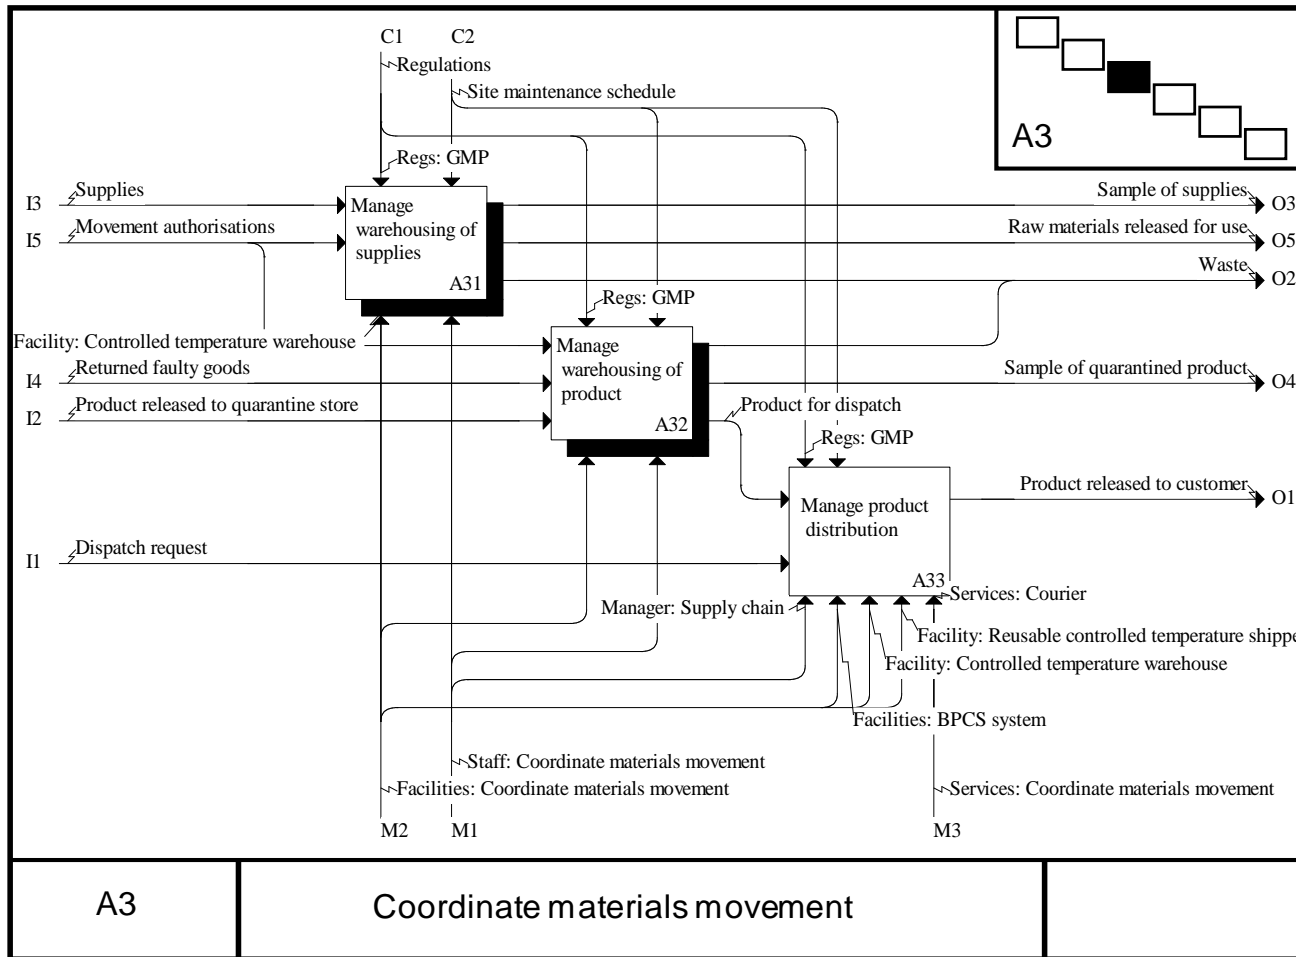 C1 C2
Regulations
Site maintenance schedule
A3
Regs: GMP
I3 Supplies
Manage
warehousing of
supplies
A31
Sample of supplies O3
I5 Movement authorisations
Raw materials released for use O5
Waste O2
Regs: GMP
Facility: Controlled temperature warehouse
Manage
warehousing of
product
A32
I4 Returned faulty goods
Sample of quarantined product O4
I2 Product released to quarantine store
Product for dispatch
Regs: GMP
Manage product
distribution
A33
Product released to customer O1
I1 Dispatch request
Services: Courier
Manager: Supply chain
Facility: Reusable controlled temperature shippe
Facility: Controlled temperature warehouse
Facilities: BPCS system
Staff: Coordinate materials movement
Facilities: Coordinate materials movement
Services: Coordinate materials movement
M2 M1 M3
A3 Coordinate materials movement